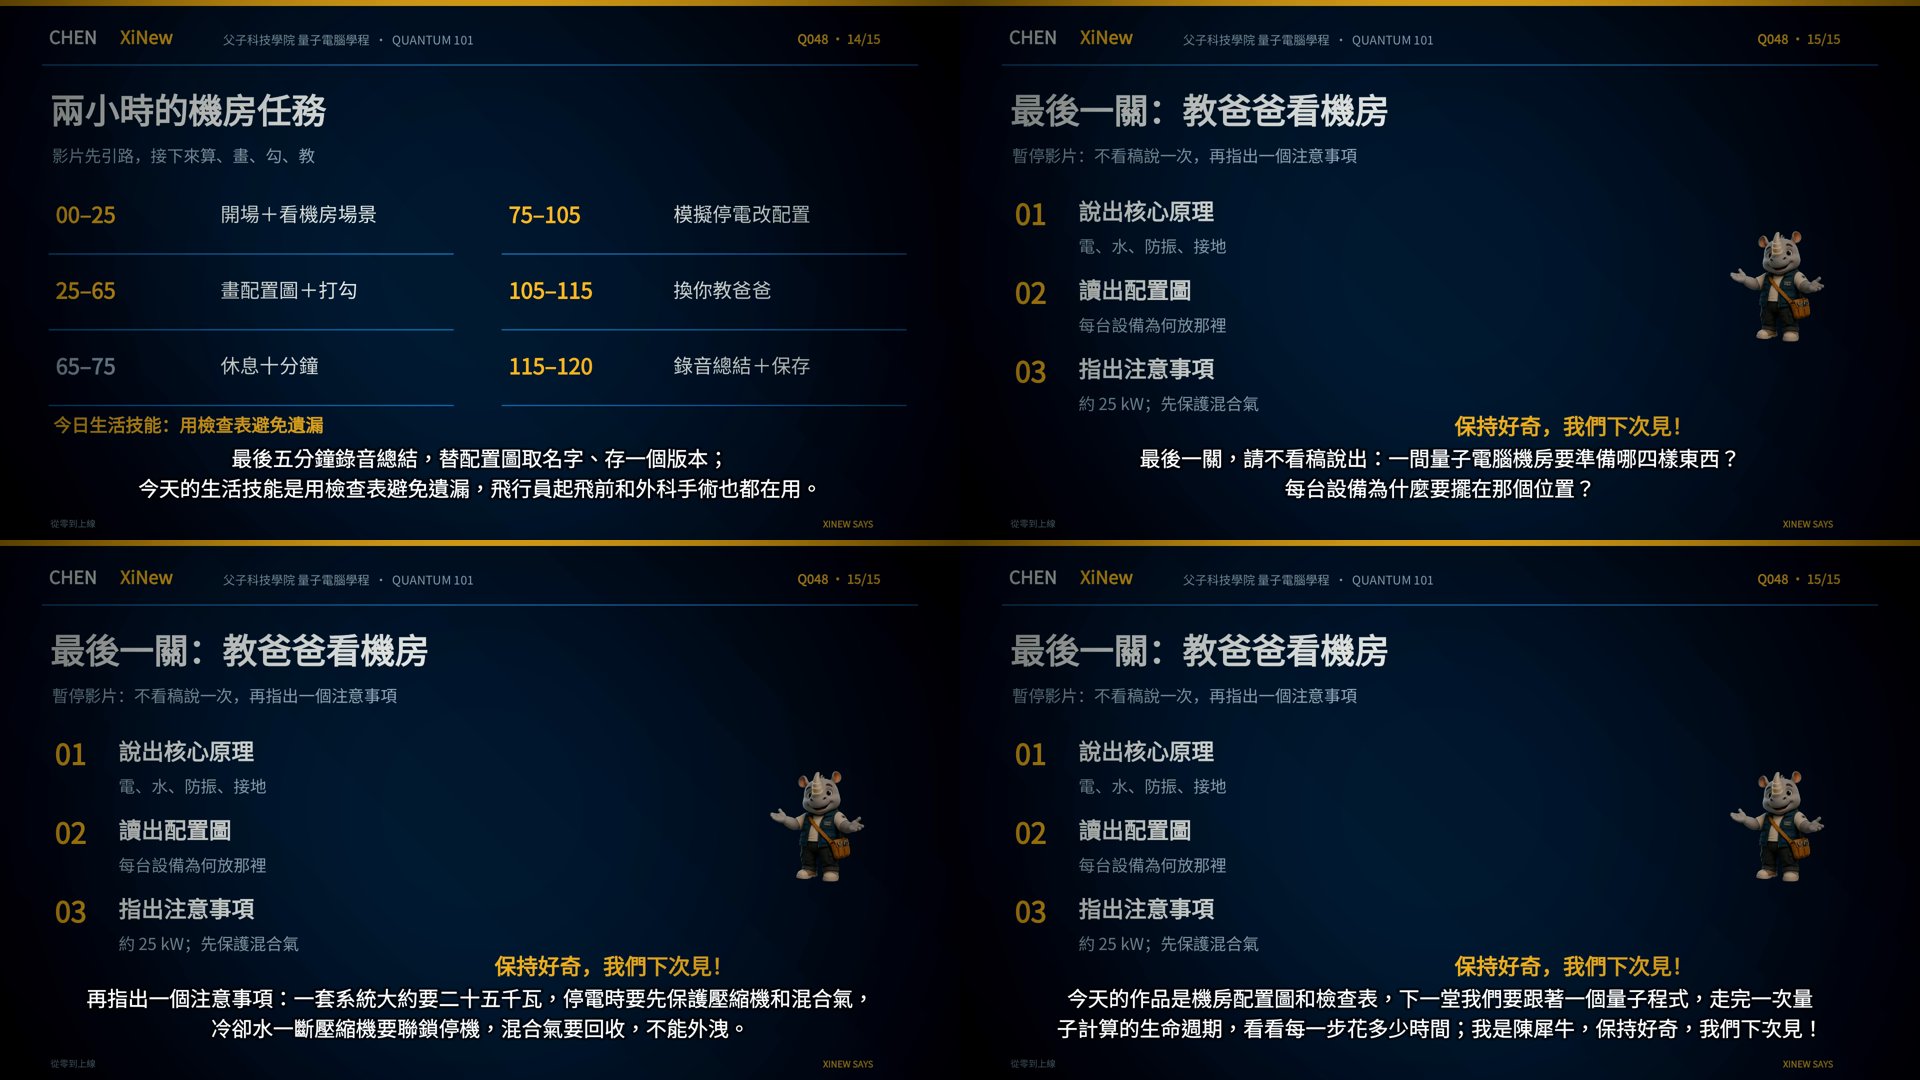 CHEN XiNew 父子科技學院 量子電腦學程 · QUANTUM 101 Q048 · 14/15
兩小時的機房任務
影片先引路，接下來算、畫、勾、教
00–25 開場＋看機房場景
75–105 模擬停電改配置
25–65 畫配置圖＋打勾
105–115 換你教爸爸
65–75 休息十分鐘
115–120 錄音總結＋保存
今日生活技能：用檢查表避免遺漏
最後五分鐘錄音總結，替配置圖取名字、存一個版本；
今天的生活技能是用檢查表避免遺漏，飛行員起飛前和外科手術也都在用。
從零到上線 XINEW SAYS
CHEN XiNew 父子科技學院 量子電腦學程 · QUANTUM 101 Q048 · 15/15
最後一關：教爸爸看機房
暫停影片：不看稿說一次，再指出一個注意事項
01 說出核心原理
電、水、防振、接地
02 讀出配置圖
每台設備為何放那裡
03 指出注意事項
約 25 kW；先保護混合氣
保持好奇，我們下次見！
最後一關，請不看稿說出：一間量子電腦機房要準備哪四樣東西？
每台設備為什麼要擺在那個位置？
從零到上線 XINEW SAYS
CHEN XiNew 父子科技學院 量子電腦學程 · QUANTUM 101 Q048 · 15/15
最後一關：教爸爸看機房
暫停影片：不看稿說一次，再指出一個注意事項
01 說出核心原理
電、水、防振、接地
02 讀出配置圖
每台設備為何放那裡
03 指出注意事項
約 25 kW；先保護混合氣
保持好奇，我們下次見！
再指出一個注意事項：一套系統大約要二十五千瓦，停電時要先保護壓縮機和混合氣，
冷卻水一斷壓縮機要聯鎖停機，混合氣要回收，不能外洩。
從零到上線 XINEW SAYS
CHEN XiNew 父子科技學院 量子電腦學程 · QUANTUM 101 Q048 · 15/15
最後一關：教爸爸看機房
暫停影片：不看稿說一次，再指出一個注意事項
01 說出核心原理
電、水、防振、接地
02 讀出配置圖
每台設備為何放那裡
03 指出注意事項
約 25 kW；先保護混合氣
保持好奇，我們下次見！
今天的作品是機房配置圖和檢查表，下一堂我們要跟著一個量子程式，走完一次量
子計算的生命週期，看看每一步花多少時間；我是陳犀牛，保持好奇，我們下次見！
從零到上線 XINEW SAYS